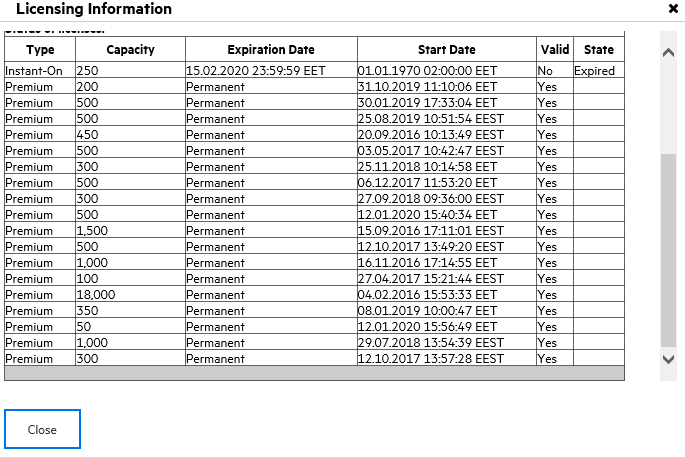 Licensing Information
Status of licenses:
Type Capacity Expiration Date Start Date Valid State
Instant-On 250 15.02.2020 23:59:59 EET 01.01.1970 02:00:00 EET No Expired
Premium 200 Permanent 31.10.2019 11:10:06 EET Yes
Premium 500 Permanent 30.01.2019 17:33:04 EET Yes
Premium 500 Permanent 25.08.2019 10:51:54 EEST Yes
Premium 450 Permanent 20.09.2016 10:13:49 EEST Yes
Premium 500 Permanent 03.05.2017 10:42:47 EEST Yes
Premium 300 Permanent 25.11.2018 10:14:58 EET Yes
Premium 500 Permanent 06.12.2017 11:53:20 EET Yes
Premium 300 Permanent 27.09.2018 09:36:00 EEST Yes
Premium 500 Permanent 12.01.2020 15:40:34 EET Yes
Premium 1,500 Permanent 15.09.2016 17:11:01 EEST Yes
Premium 500 Permanent 12.10.2017 13:49:20 EEST Yes
Premium 1,000 Permanent 16.11.2016 17:14:55 EET Yes
Premium 100 Permanent 27.04.2017 15:21:44 EEST Yes
Premium 18,000 Permanent 04.02.2016 15:53:33 EET Yes
Premium 350 Permanent 08.01.2019 10:00:47 EET Yes
Premium 50 Permanent 12.01.2020 15:56:49 EET Yes
Premium 1,000 Permanent 29.07.2018 13:54:39 EEST Yes
Premium 300 Permanent 12.10.2017 13:57:28 EEST Yes
Close